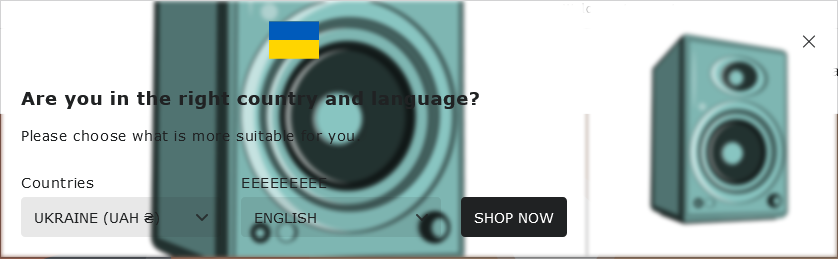 Are you in the right country and language?
Please choose what is more suitable for you.
Countries
EEEEEEEEE
UKRAINE (UAH ₴)
ENGLISH
SHOP NOW